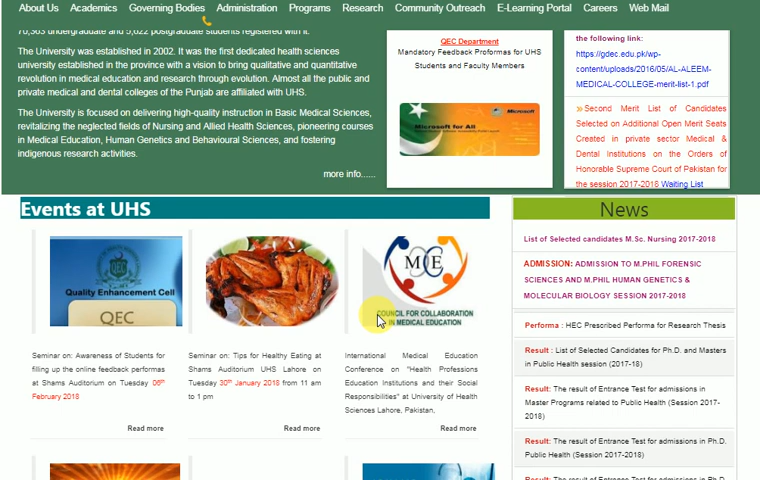 About Us Academics Governing Bodies Administration Programs Research Community Outreach E-Learning Portal Careers Web Mail
70,363 undergraduate and 5,622 postgraduate students registered with it.
The University was established in 2002. It was the first dedicated health sciences
university established in the province with a vision to bring qualitative and quantitative
revolution in medical education and research through evolution. Almost all the public and
private medical and dental colleges of the Punjab are affiliated with UHS.
The University is focused on delivering high-quality instruction in Basic Medical Sciences,
revitalizing the neglected fields of Nursing and Allied Health Sciences, pioneering courses
in Medical Education, Human Genetics and Behavioural Sciences, and fostering
indigenous research activities.
more info......
QEC Department
Mandatory Feedback Proformas for UHS
Students and Faculty Members
Microsoft
Microsoft for All
the following link:
https://gdec.edu.pk/wp-
content/uploads/2016/05/AL-ALEEM-
MEDICAL-COLLEGE-merit-list-1.pdf
»Second Merit List of Candidates
Selected on Additional Open Merit Seats
Created in private sector Medical &
Dental Institutions on the Orders of
Honorable Supreme Court of Pakistan for
the session 2017-2018 Waiting List
Events at UHS
QEC
Quality Enhancement Cell
QEC
Seminar on: Awareness of Students for
filling up the online feedback performas
at Shams Auditorium on Tuesday 06th
February 2018
Read more
Seminar on: Tips for Healthy Eating at
Shams Auditorium UHS Lahore on
Tuesday 30th January 2018 from 11 am
to 1 pm
Read more
COUNCIL FOR COLLABORATION
IN MEDICAL EDUCATION
International Medical Education
Conference on "Health Professions
Education Institutions and their Social
Responsibilities" at University of Health
Sciences Lahore, Pakistan,
Read more
News
List of Selected candidates M.Sc. Nursing 2017-2018
ADMISSION: ADMISSION TO M.PHIL FORENSIC
SCIENCES AND M.PHIL HUMAN GENETICS &
MOLECULAR BIOLOGY SESSION 2017-2018
Performa : HEC Prescribed Performa for Research Thesis
Result : List of Selected Candidates for Ph.D. and Masters
in Public Health session (2017-18)
Result: The result of Entrance Test for admissions in
Master Programs related to Public Health (Session 2017-
2018)
Result: The result of Entrance Test for admissions in Ph.D.
Public Health (Session 2017-2018)